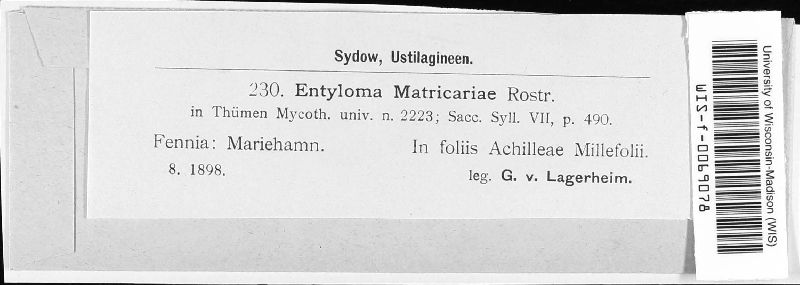 Sydow, Ustilagineen.
230. Entyloma Matricariae Rostr.
in Thümen Mycoth. univ. n. 2223; Sacc. Syll. VII, p. 490.
Fennia: Mariehamn. In foliis Achilleae Millefolii.
8. 1898. leg. G. v. Lagerheim.
University of Wisconsin-Madison (WIS)
WIS-f-0069078